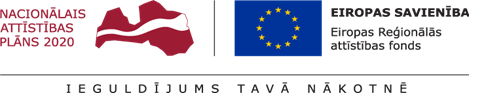 NACIONĀLAIS
ATTĪSTĪBAS
PLĀNS 2020
EIROPAS SAVIENĪBA
Eiropas Reģionālās
attīstības fonds
IEGULDĪJUMS TAVĀ NĀKOTNĒ